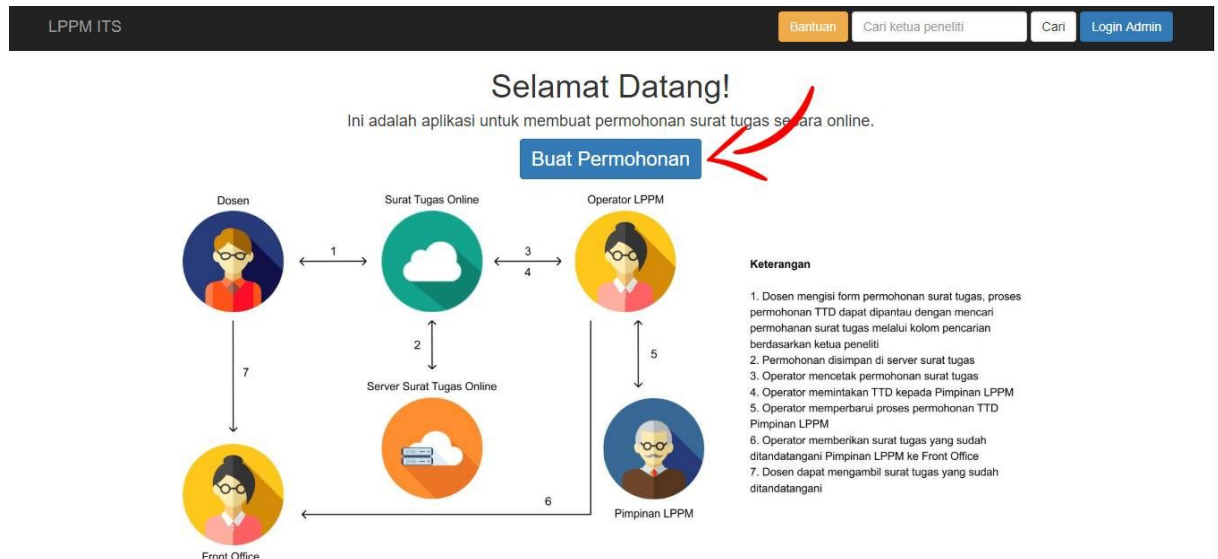 LPPM ITS
Bantuan
Cari ketua peneliti
Cari
Login Admin
Selamat Datang!
Ini adalah aplikasi untuk membuat permohonan surat tugas secara online.
Buat Permohonan
Dosen
Surat Tugas Online
Operator LPPM
1
3
4
2
5
7
Server Surat Tugas Online
6
Pimpinan LPPM
Front Office
Keterangan
1. Dosen mengisi form permohonan surat tugas, proses
permohonan TTD dapat dipantau dengan mencari
permohanan surat tugas melalui kolom pencarian
berdasarkan ketua peneliti
2. Permohonan disimpan di server surat tugas
3. Operator mencetak permohonan surat tugas
4. Operator memintakan TTD kepada Pimpinan LPPM
5. Operator memperbarui proses permohonan TTD
Pimpinan LPPM
6. Operator memberikan surat tugas yang sudah
ditandatangani Pimpinan LPPM ke Front Office
7. Dosen dapat mengambil surat tugas yang sudah
ditandatangani